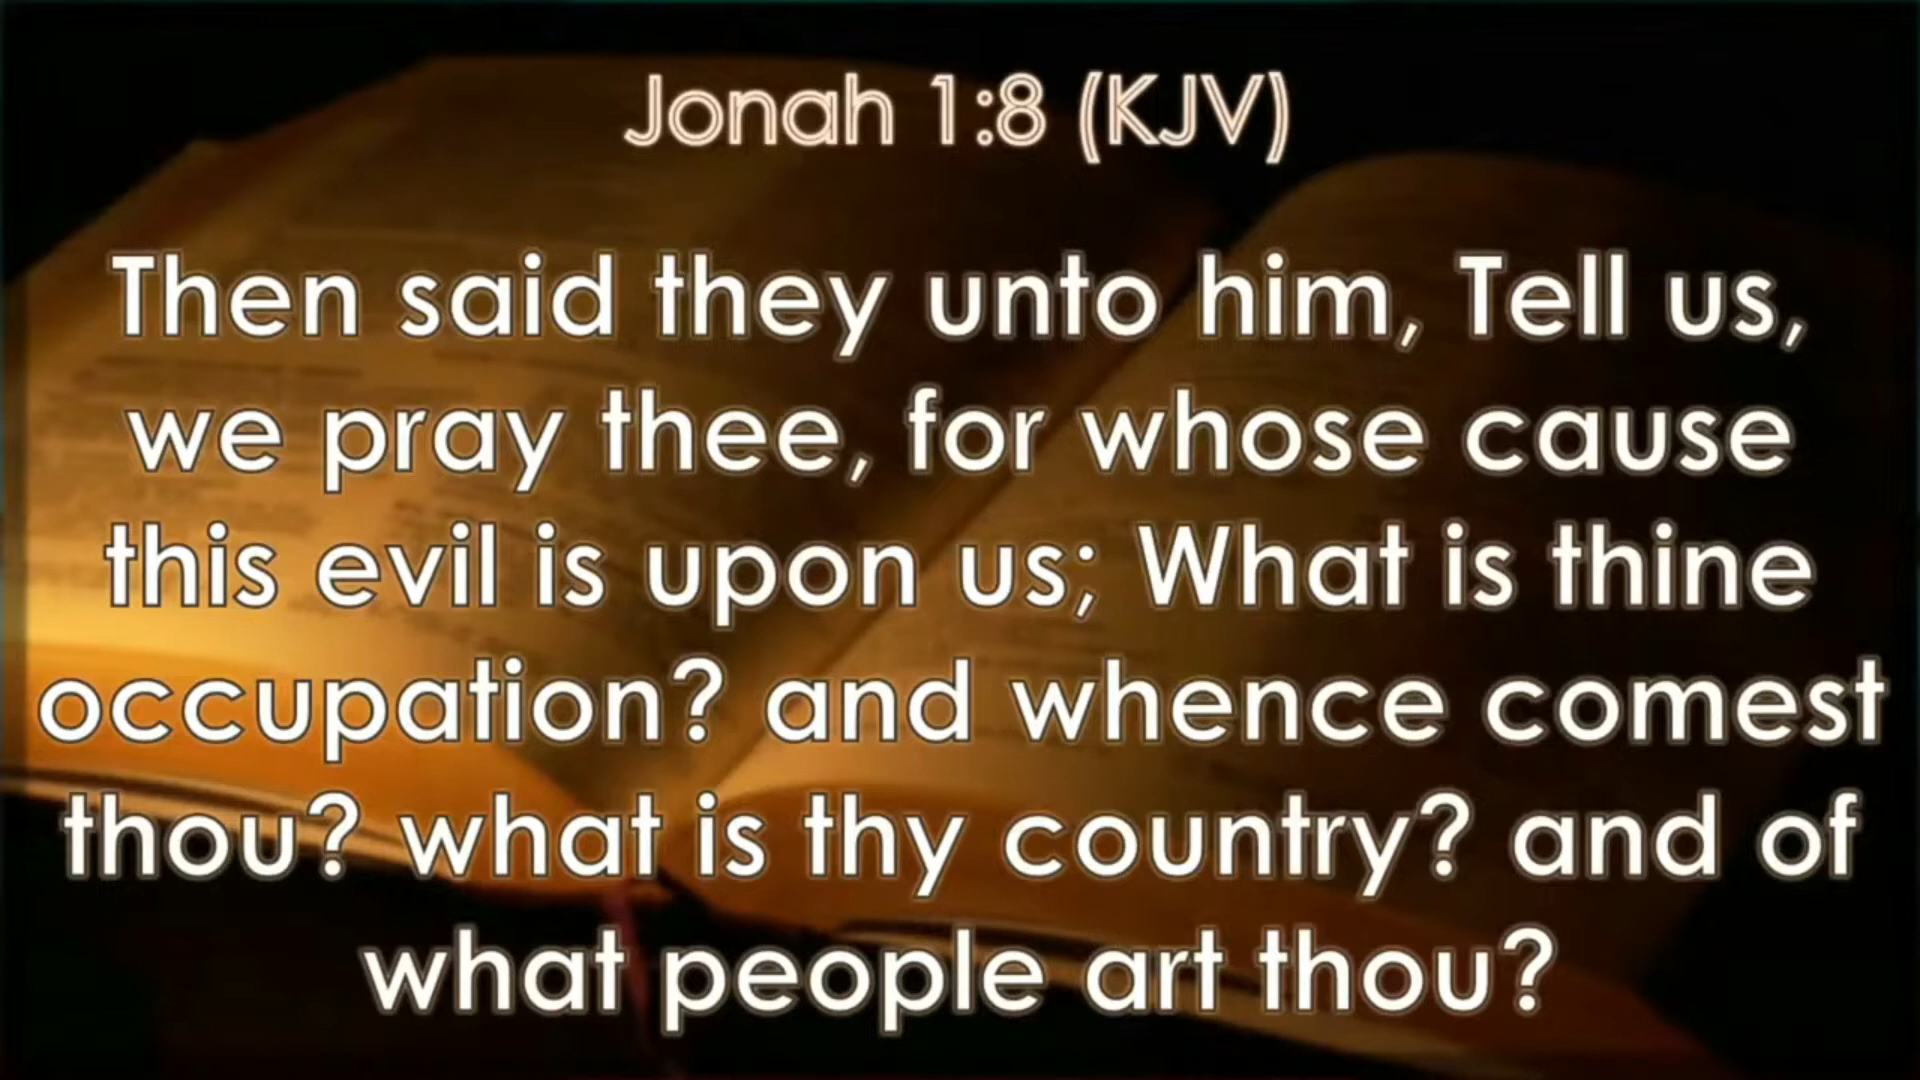 Jonah 1:8 (KJV)
Then said they unto him, Tell us,
we pray thee, for whose cause
this evil is upon us; What is thine
occupation? and whence comest
thou? what is thy country? and of
what people art thou?